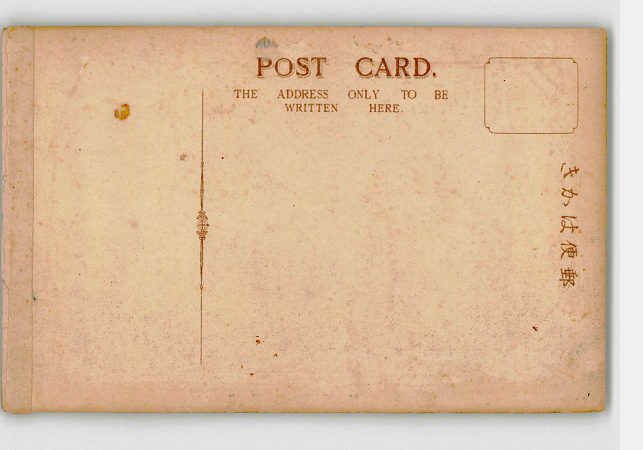 POST CARD.
THE ADDRESS ONLY TO BE
WRITTEN HERE.
郵便はかき